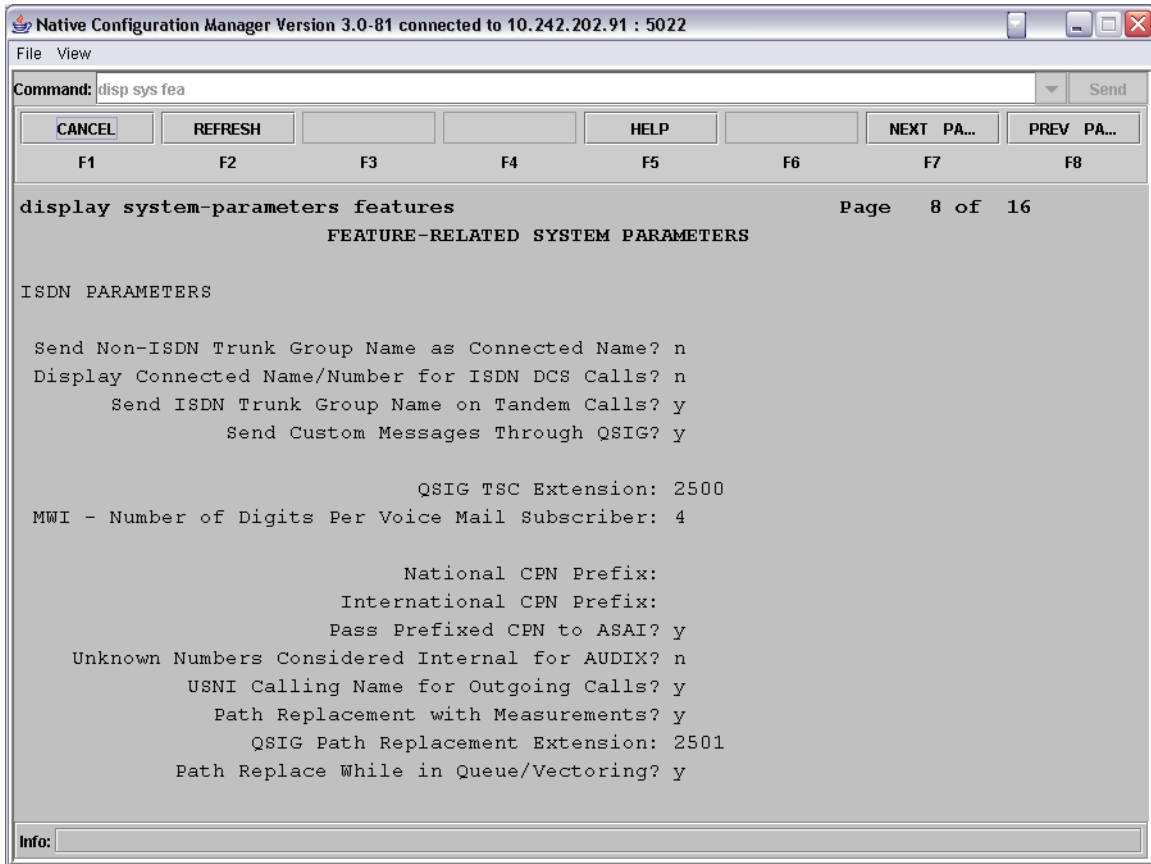 Native Configuration Manager Version 3.0-81 connected to 10.242.202.91 : 5022
File View
Command: disp sys fea Send
CANCEL REFRESH HELP NEXT PA... PREV PA...
F1 F2 F3 F4 F5 F6 F7 F8
display system-parameters features Page 8 of 16
FEATURE-RELATED SYSTEM PARAMETERS
ISDN PARAMETERS
Send Non-ISDN Trunk Group Name as Connected Name? n
Display Connected Name/Number for ISDN DCS Calls? n
Send ISDN Trunk Group Name on Tandem Calls? y
Send Custom Messages Through QSIG? y
QSIG TSC Extension: 2500
MWI - Number of Digits Per Voice Mail Subscriber: 4
National CPN Prefix:
International CPN Prefix:
Pass Prefixed CPN to ASAI? y
Unknown Numbers Considered Internal for AUDIX? n
USNI Calling Name for Outgoing Calls? y
Path Replacement with Measurements? y
QSIG Path Replacement Extension: 2501
Path Replace While in Queue/Vectoring? y
Info: